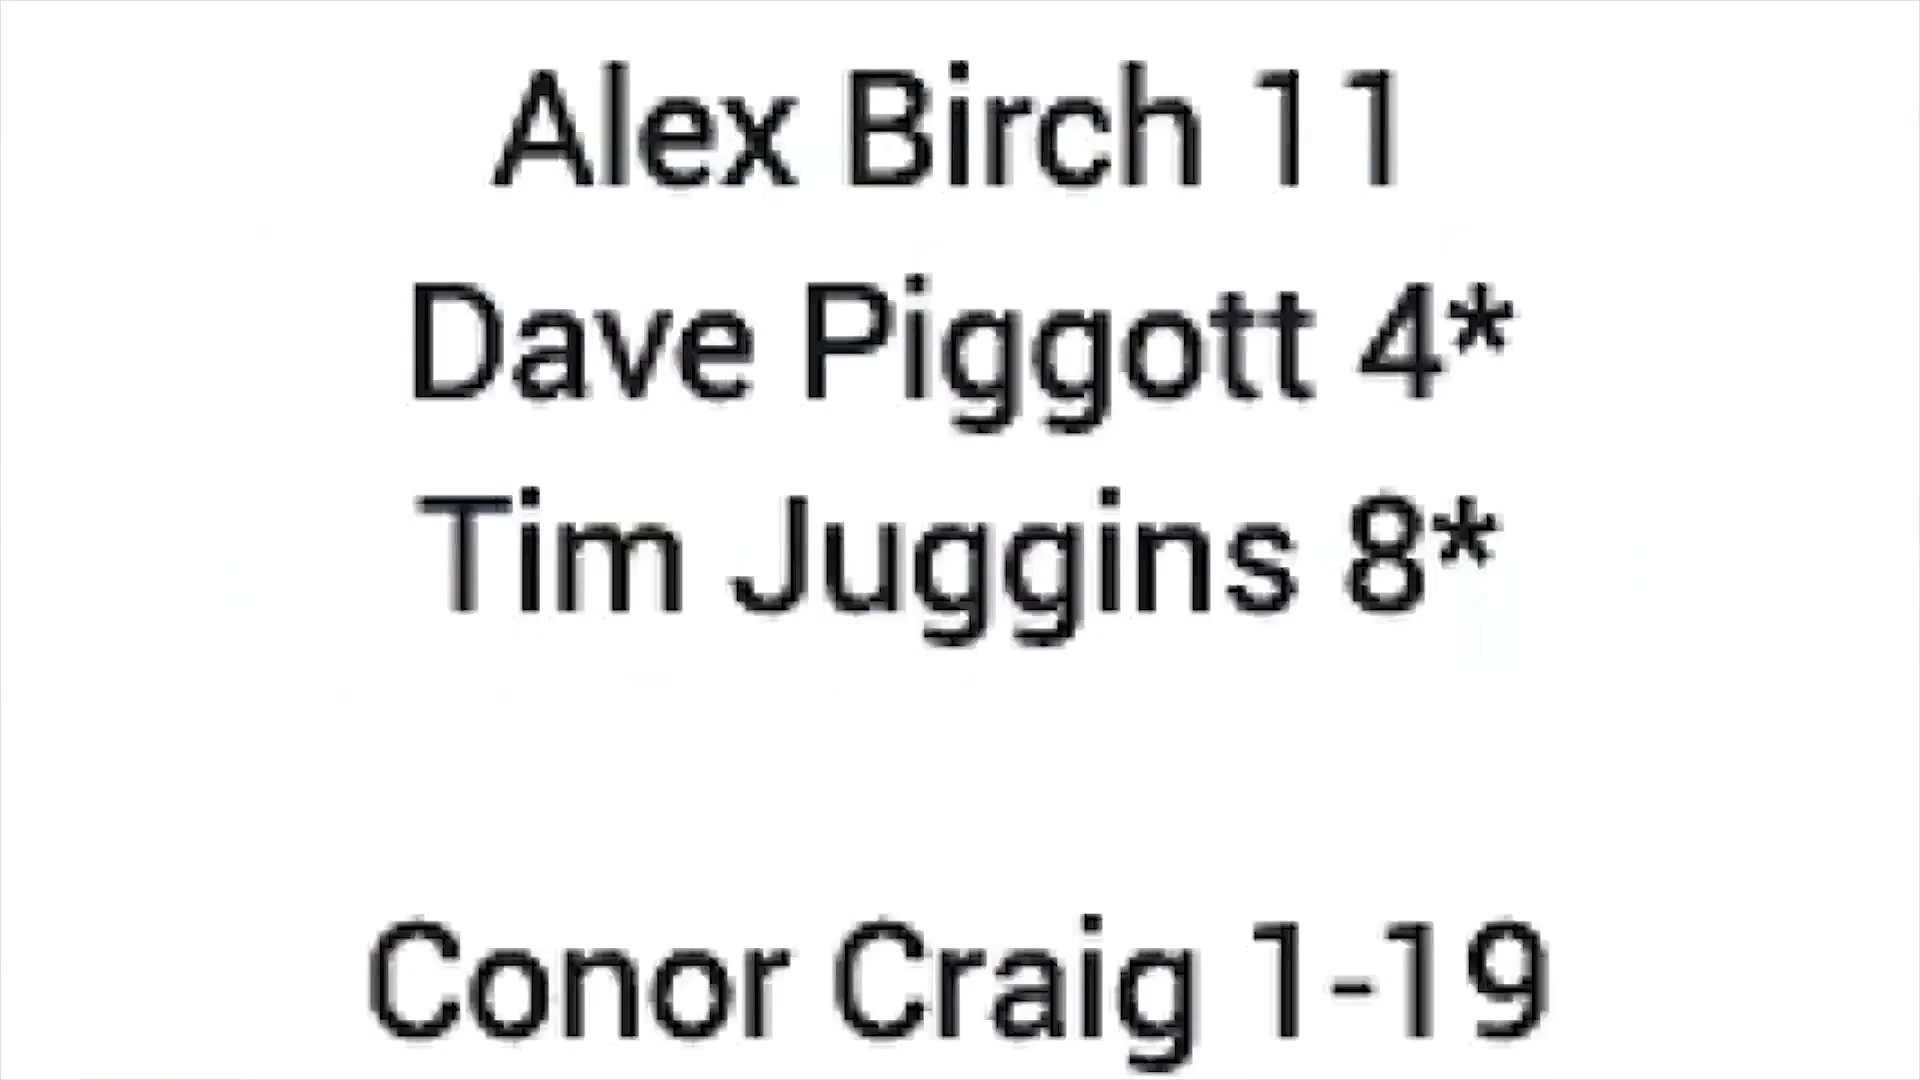 Alex Birch 11
Dave Piggott 4*
Tim Juggins 8*
Conor Craig 1-19